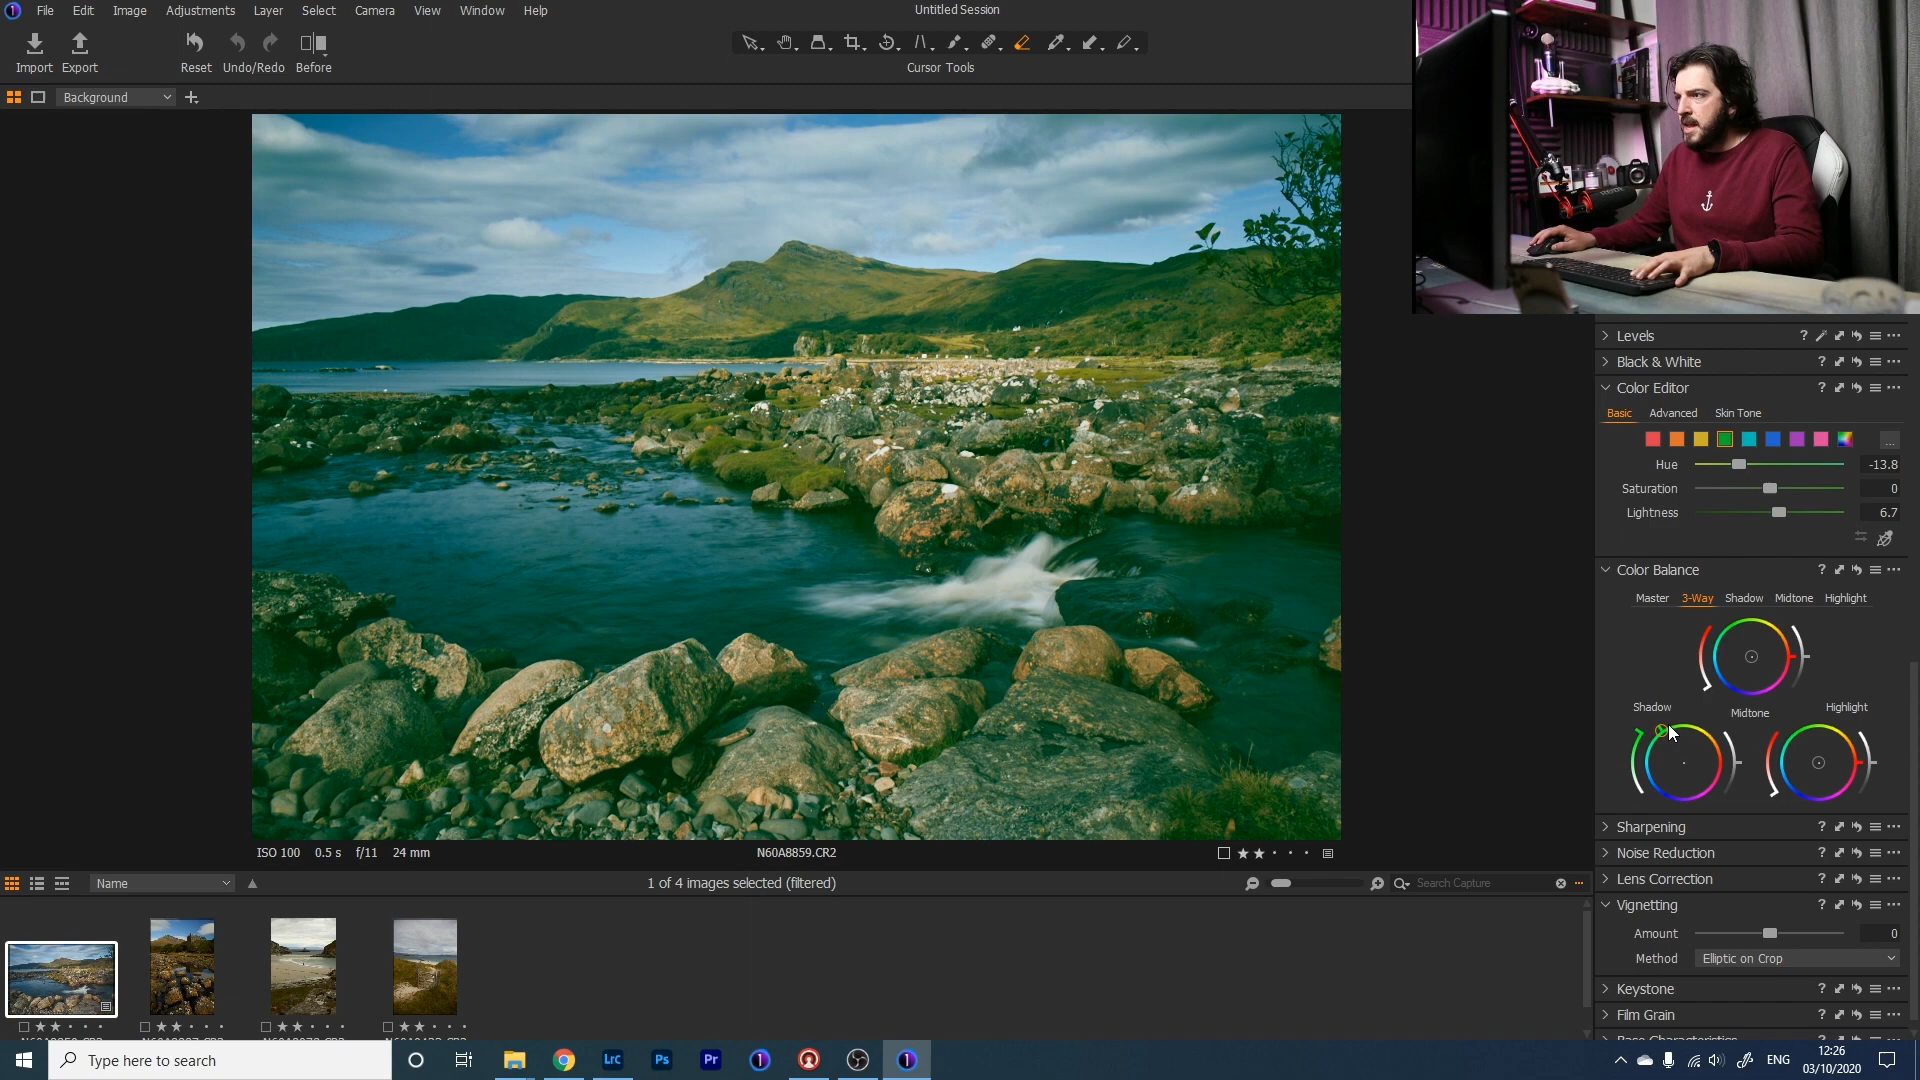 File Edit Image Adjustments Layer Select Camera View Window Help
Untitled Session
Import Export Reset Undo/Redo Before
Cursor Tools
Background
Levels
Black & White
Color Editor
Basic Advanced Skin Tone
...
Hue -13.8
Saturation 0
Lightness 6.7
Color Balance
Master 3-Way Shadow Midtone Highlight
Shadow Midtone Highlight
Sharpening
Noise Reduction
Lens Correction
Vignetting
Amount 0
Method Elliptic on Crop
Keystone
Film Grain
ISO 100 0.5 s f/11 24 mm
N60A8859.CR2
Name
1 of 4 images selected (filtered)
Search Capture
Type here to search
LrC Ps Pr
ENG
12:26
03/10/2020